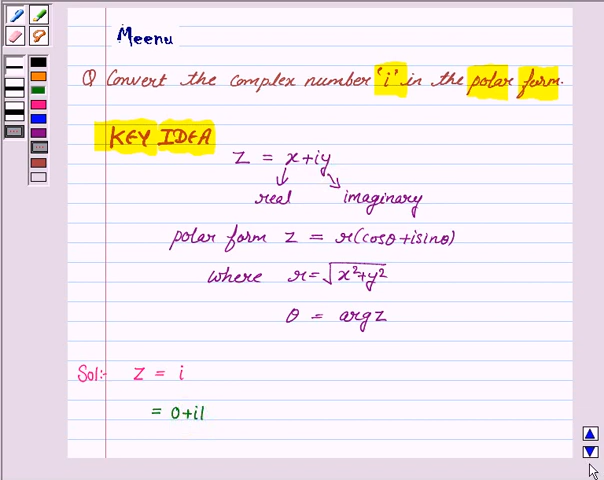 Meenu
Q Convert the complex number 'i' in the polar form.
KEY IDEA
Z = x+iy
real imaginary
polar form Z = r(cosθ+isinθ)
where r=√x²+y²
θ = argz
Sol:- Z = i
= 0+i1